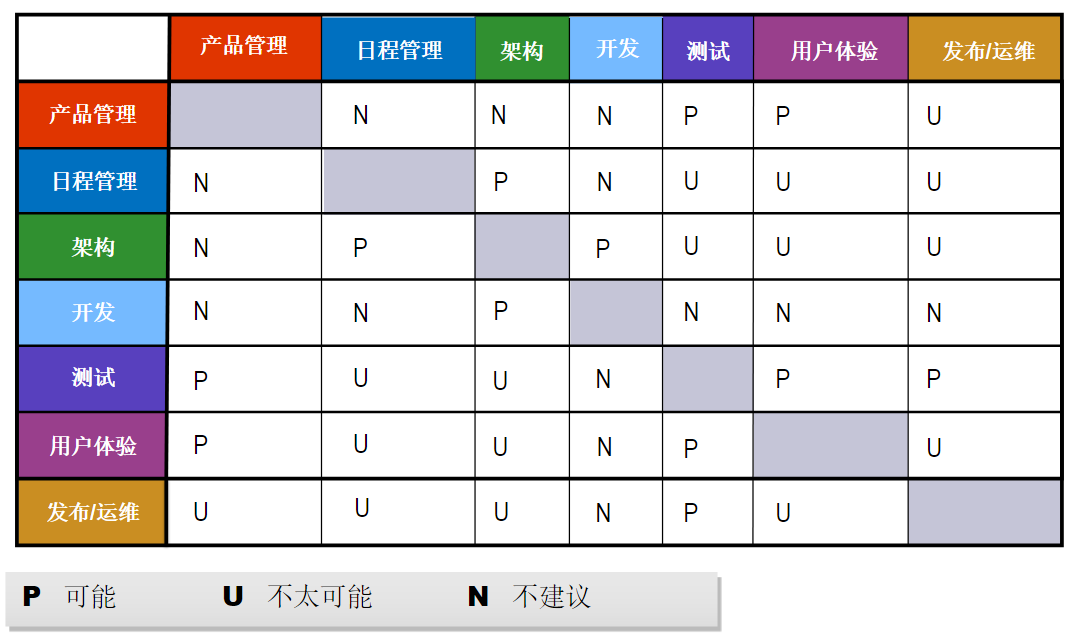 产品管理 日程管理 架构 开发 测试 用户体验 发布/运维
产品管理 N N N P P U
日程管理 N P N U U U
架构 N P P U U U
开发 N N P N N N
测试 P U U N P P
用户体验 P U U N P U
发布/运维 U U U N P U
P 可能 U 不太可能 N 不建议